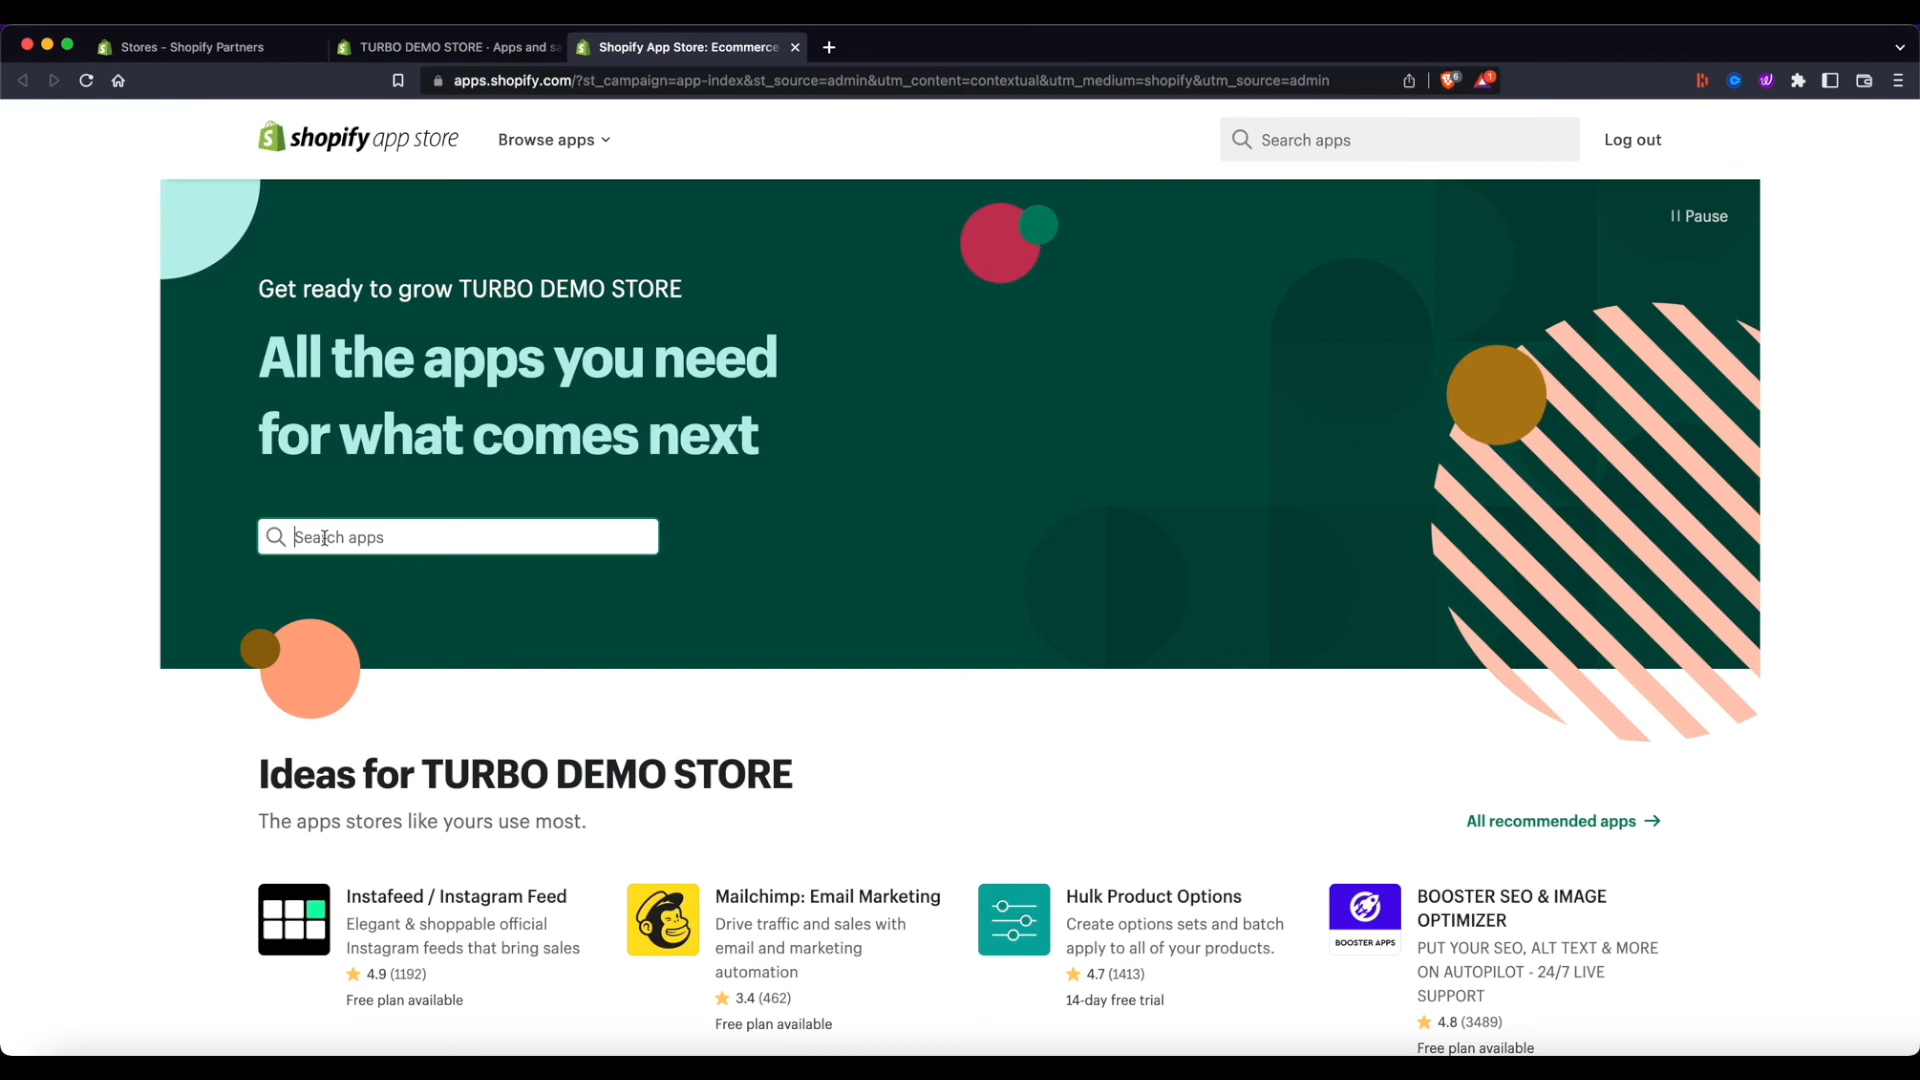 Stores - Shopify Partners
TURBO DEMO STORE · Apps and sa
Shopify App Store: Ecommerce
apps.shopify.com/?st_campaign=app-index&st_source=admin&utm_content=contextual&utm_medium=shopify&utm_source=admin
6
1
shopify app store
Browse apps
Search apps
Log out
Pause
Get ready to grow TURBO DEMO STORE
All the apps you need
for what comes next
Search apps
Ideas for TURBO DEMO STORE
The apps stores like yours use most.
All recommended apps →
Instafeed / Instagram Feed
Elegant & shoppable official
Instagram feeds that bring sales
4.9 (1192)
Free plan available
Mailchimp: Email Marketing
Drive traffic and sales with
email and marketing
automation
3.4 (462)
Free plan available
Hulk Product Options
Create options sets and batch
apply to all of your products.
4.7 (1413)
14-day free trial
BOOSTER APPS
BOOSTER SEO & IMAGE
OPTIMIZER
PUT YOUR SEO, ALT TEXT & MORE
ON AUTOPILOT - 24/7 LIVE
SUPPORT
4.8 (3489)
Free plan available